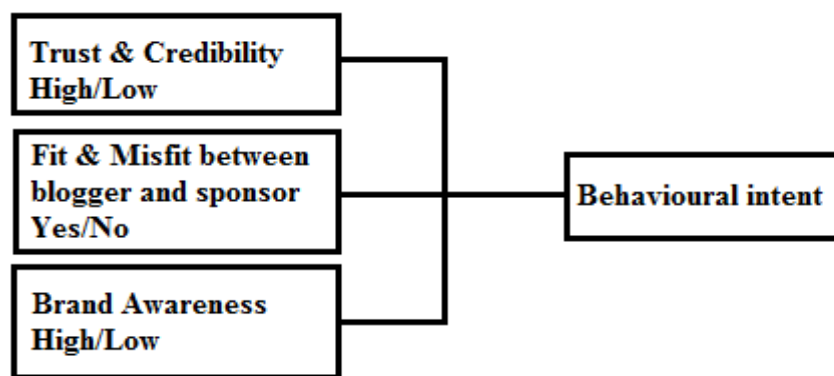 Trust & Credibility
High/Low
Fit & Misfit between
blogger and sponsor
Yes/No
Behavioural intent
Brand Awareness
High/Low